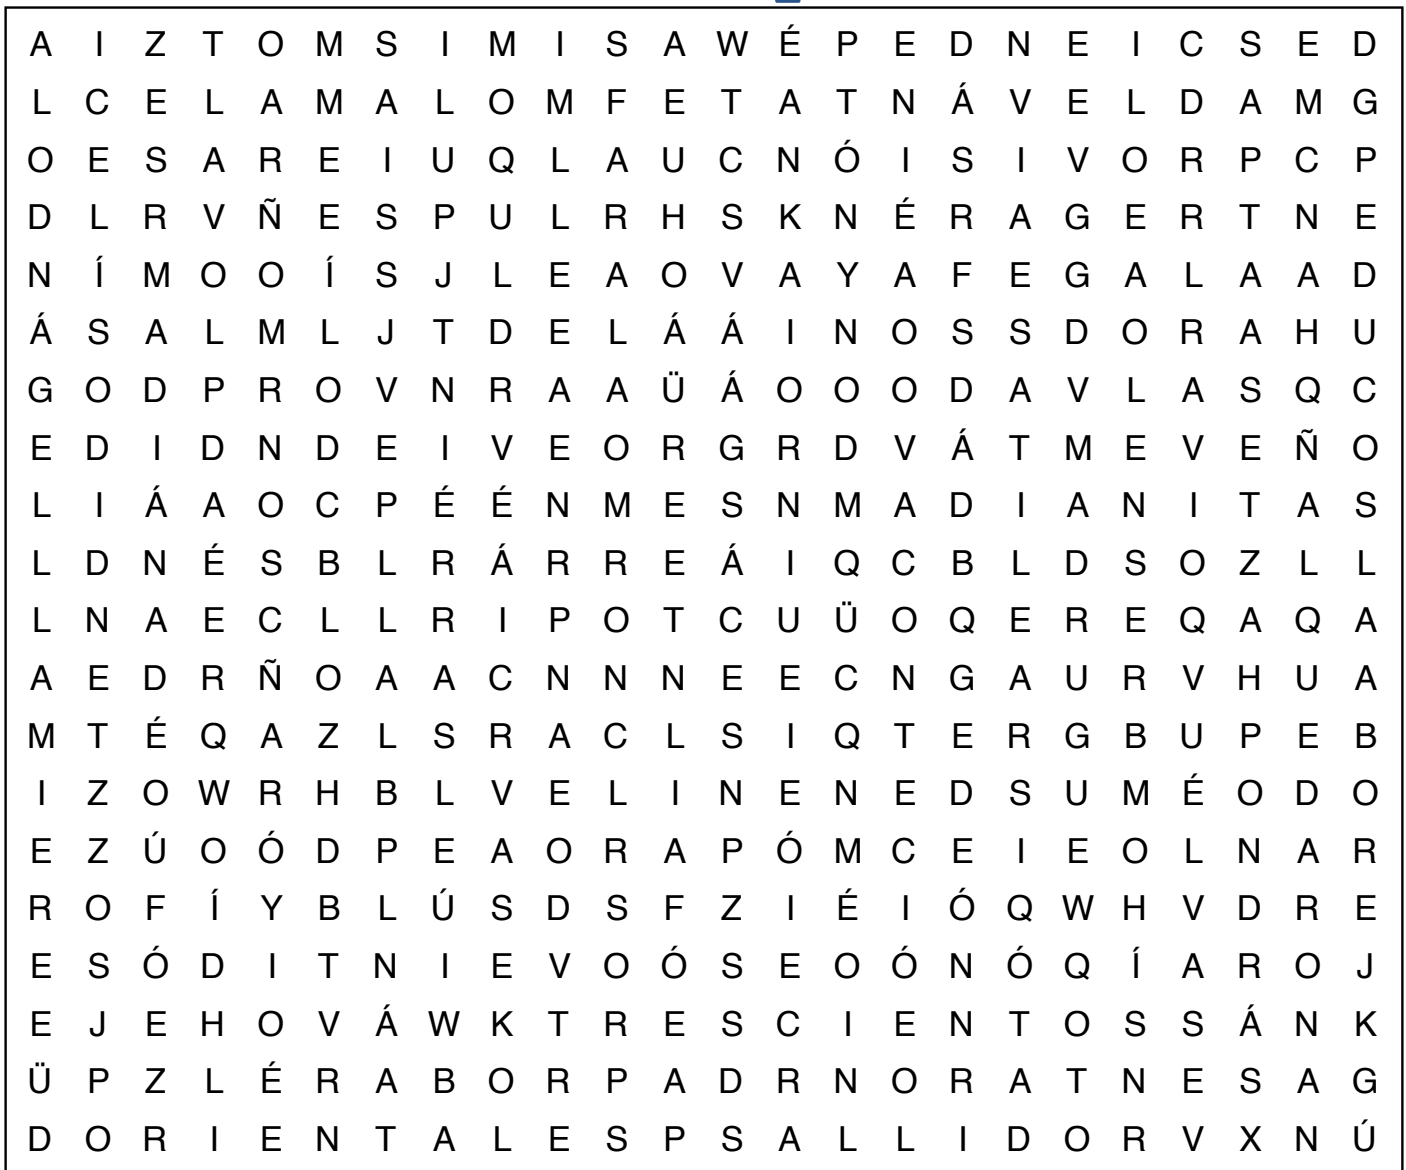 A I Z T O M S I M I S A W É P E D N E I C S E D
L C E L A M A L O M F E T A T N Á V E L D A M G
O E S A R E I U Q L A U C N Ó I S I V O R P C P
D L R V Ñ E S P U L R H S K N É R A G E R T N E
N Í M O O Í S J L E A O V A Y A F E G A L A A D
Á S A L M L J T D E L Á Á I N O S S D O R A H U
G O D P R O V N R A A Ü Á O O O D A V L A S Q C
E D I D N D E I V E O R G R D V Á T M E V E Ñ O
L I Á A O C P É É N M E S N M A D I A N I T A S
L D N É S B L R Á R R E Á I Q C B L D S O Z L L
L N A E C L L R I P O T C U Ü O Q E R E Q A Q A
A E D R Ñ O A A C N N N E E C N G A U R V H U A
M T É Q A Z L S R A C L S I Q T E R G B U P E B
I Z O W R H B L V E L I N E N E D S U M É O D O
E Z Ú O Ó D P E A O R A P Ó M C E I E O L N A R
R O F Í Y B L Ú S D S F Z I É I Ó Q W H V D R E
E S Ó D I T N I E V O Ó S E O Ó N Ó Q Í A R O J
E J E H O V Á W K T R E S C I E N T O S S Á N K
Ü P Z L É R A B O R P A D R N O R A T N E S A G
D O R I E N T A L E S P S A L L I D O R V X N Ú